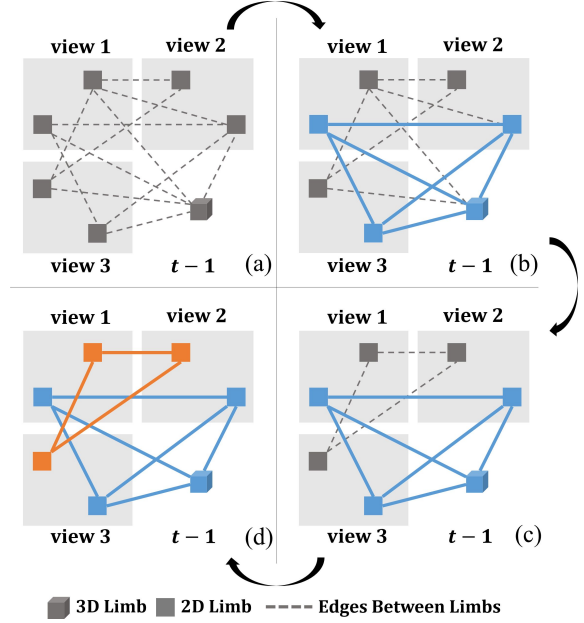 view 1 view 2
view 3 t − 1 (a)
view 1 view 2
view 3 t − 1 (b)
view 1 view 2
view 3 t − 1 (d)
view 1 view 2
view 3 t − 1 (c)
3D Limb 2D Limb Edges Between Limbs